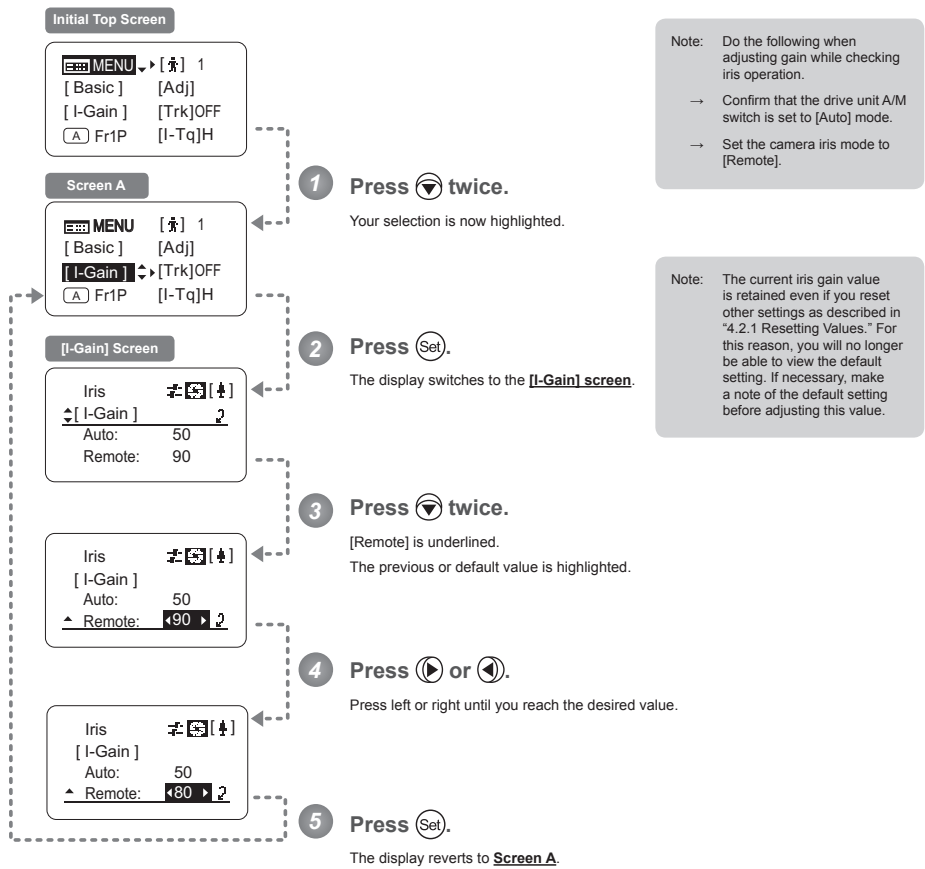 Initial Top Screen
MENU [ ] 1
[ Basic ] [Adj]
[ I-Gain ] [Trk]OFF
A Fr1P [I-Tq]H
Screen A
MENU [ ] 1
[ Basic ] [Adj]
[ I-Gain ] [Trk]OFF
A Fr1P [I-Tq]H
1 Press twice.
Your selection is now highlighted.
[I-Gain] Screen
Iris [ ]
[ I-Gain ]
Auto: 50
Remote: 90
2 Press Set.
The display switches to the [I-Gain] screen.
3 Press twice.
[Remote] is underlined.
The previous or default value is highlighted.
Iris [ ]
[ I-Gain ]
Auto: 50
Remote: 90
4 Press or .
Press left or right until you reach the desired value.
Iris [ ]
[ I-Gain ]
Auto: 50
Remote: 80
5 Press Set.
The display reverts to Screen A.
Note: Do the following when
adjusting gain while checking
iris operation.
→ Confirm that the drive unit A/M
switch is set to [Auto] mode.
→ Set the camera iris mode to
[Remote].
Note: The current iris gain value
is retained even if you reset
other settings as described in
“4.2.1 Resetting Values.” For
this reason, you will no longer
be able to view the default
setting. If necessary, make
a note of the default setting
before adjusting this value.